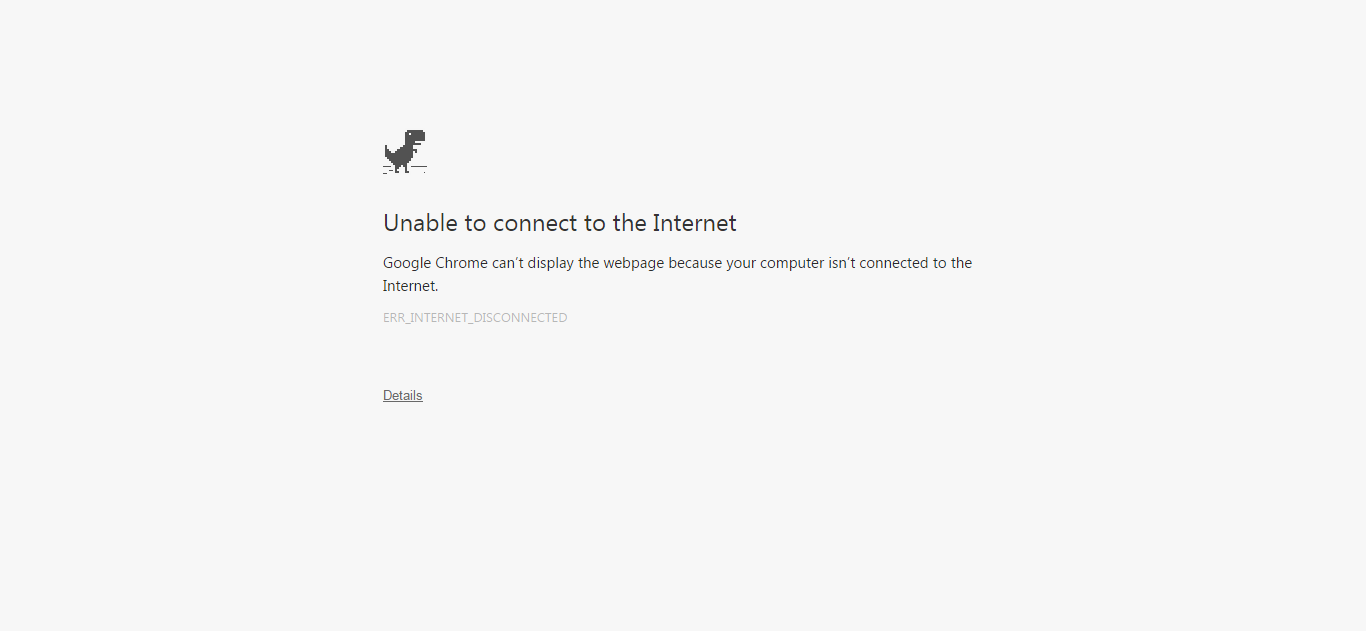 Unable to connect to the Internet
Google Chrome can’t display the webpage because your computer isn’t connected to the
Internet.
ERR_INTERNET_DISCONNECTED
Details